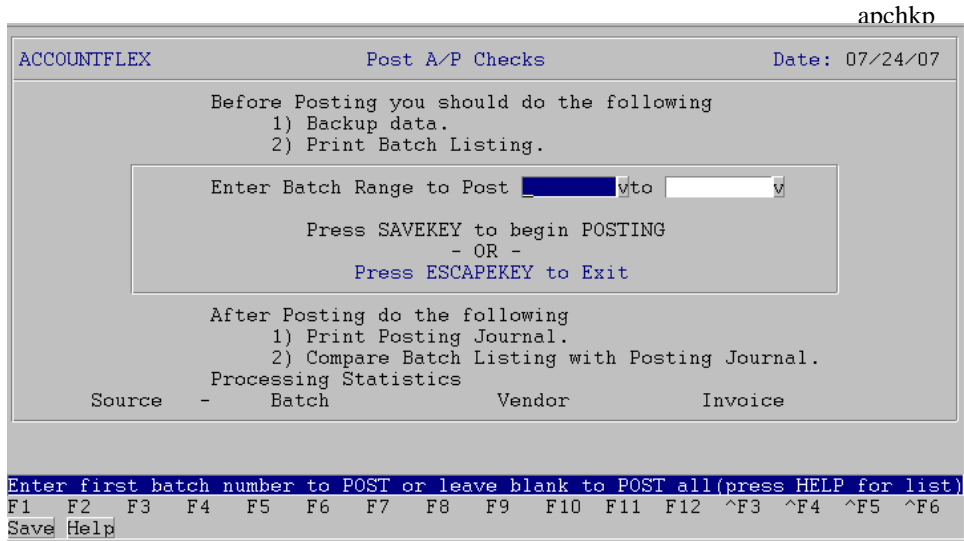 apchkp
ACCOUNTFLEX Post A/P Checks Date: 07/24/07
Before Posting you should do the following
1) Backup data.
2) Print Batch Listing.
Enter Batch Range to Post _ v to v
Press SAVEKEY to begin POSTING
- OR -
Press ESCAPEKEY to Exit
After Posting do the following
1) Print Posting Journal.
2) Compare Batch Listing with Posting Journal.
Processing Statistics
Source - Batch Vendor Invoice
Enter first batch number to POST or leave blank to POST all(press HELP for list)
F1 F2 F3 F4 F5 F6 F7 F8 F9 F10 F11 F12 ^F3 ^F4 ^F5 ^F6
Save Help